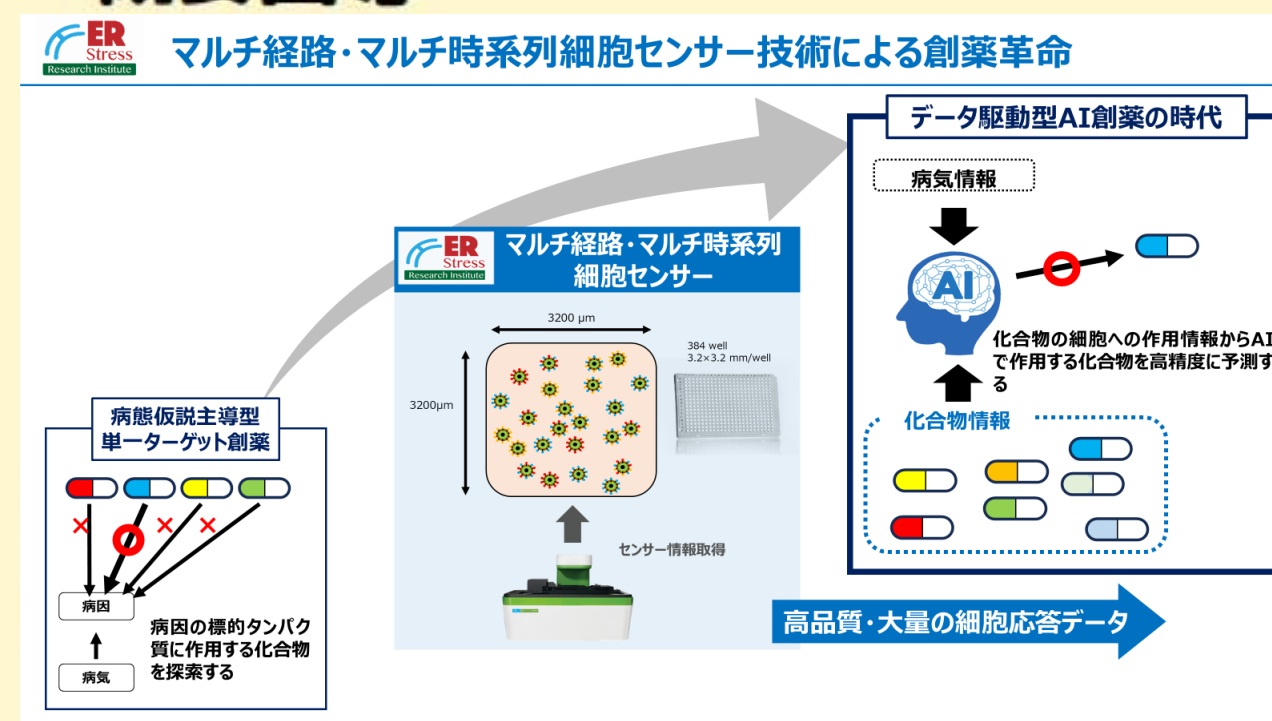 ER
Stress
Research Institute
マルチ経路・マルチ時系列細胞センサー技術による創薬革命
病態仮説主導型
単一ターゲット創薬
×
×
×
病因
病気
病因の標的タンパク
質に作用する化合物
を探索する
ER
Stress
Research Institute
マルチ経路・マルチ時系列
細胞センサー
3200 μm
3200μm
384 well
3.2×3.2 mm/well
センサー情報取得
データ駆動型AI創薬の時代
病気情報
AI
化合物の細胞への作用情報からAI
で作用する化合物を高精度に予測す
る
化合物情報
高品質・大量の細胞応答データ